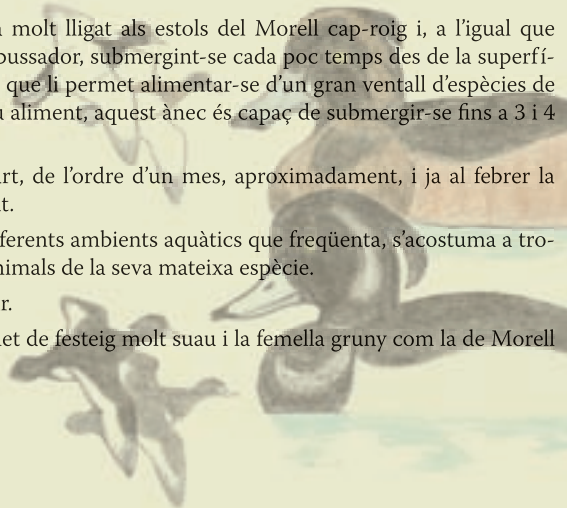 molt lligat als estols del Morell cap-roig i, a l'igual que
bussador, submergint-se cada poc temps des de la superfí-
que li permet alimentar-se d'un gran ventall d'espècies de
aliment, aquest ànec és capaç de submergir-se fins a 3 i 4
rt, de l'ordre d'un mes, aproximadament, i ja al febrer la
t.
ferents ambients aquàtics que freqüenta, s'acostuma a tro-
nimals de la seva mateixa espècie.
r.
et de festeig molt suau i la femella gruny com la de Morell